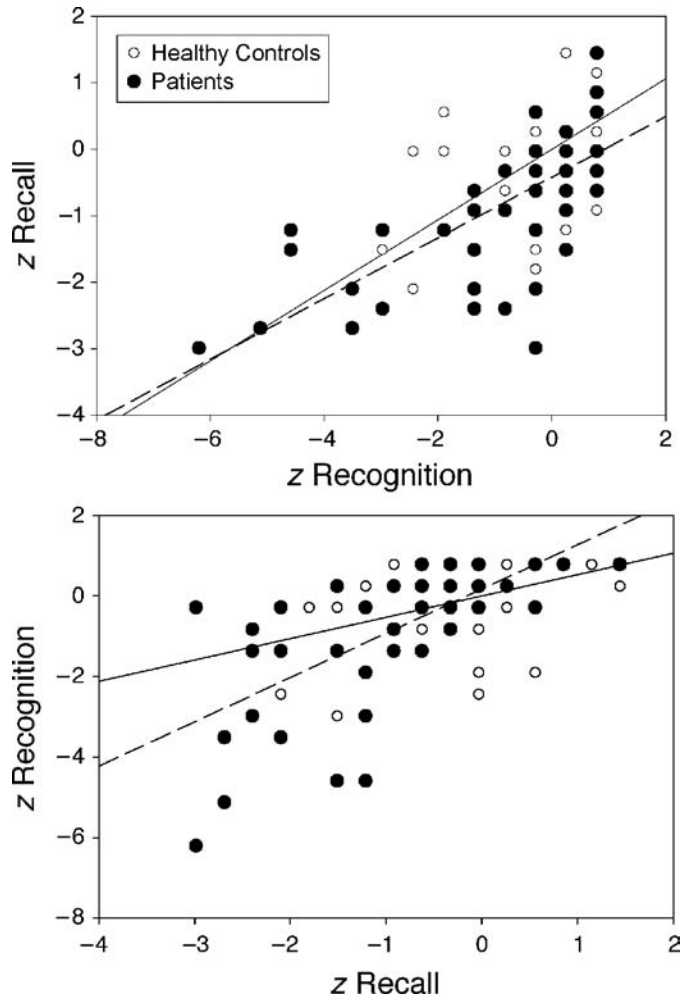 2
1
0
−1
−2
−3
−4
z Recall
Healthy Controls
Patients
−8 −6 −4 −2 0 2
z Recognition
2
0
−2
−4
−6
−8
z Recognition
−4 −3 −2 −1 0 1 2
z Recall